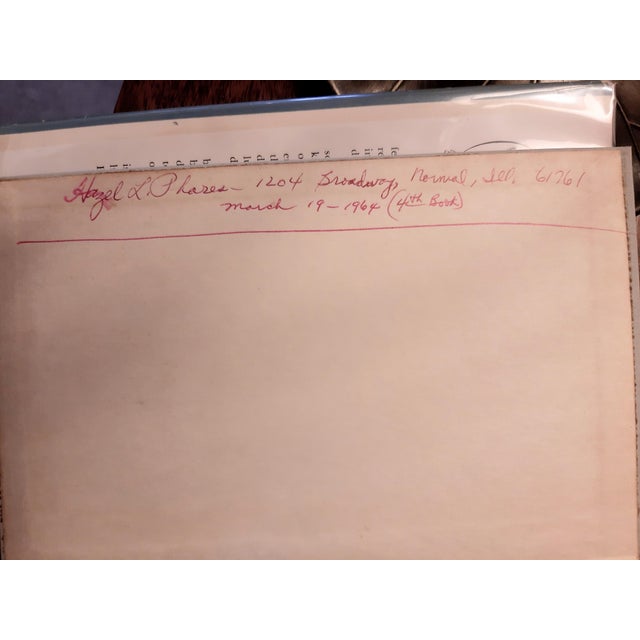 Hazel L. Phares - 1204 Broadway, Normal, Ill. 61761
March 19 - 1964 (4th Book)